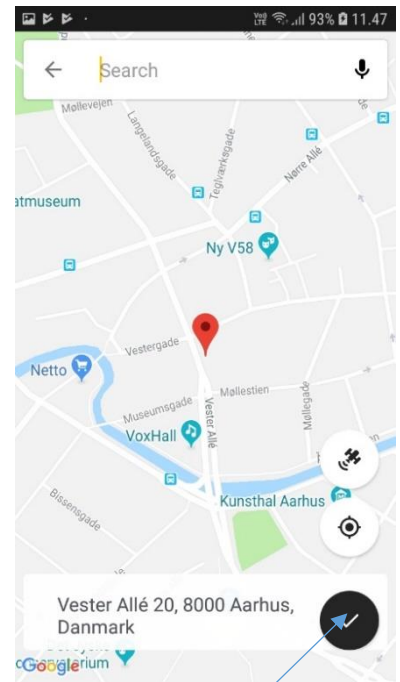 93% 11.47
Search
Møllevejen
Langelandsgade
Teglværksgade
Nørre Allé
atmuseum
Ny V58
Vestergade
Netto
Møllestien
Museumsgade
Vester Allé
Møllegade
VoxHall
Bissensgade
Kunsthal Aarhus
Vester Allé 20, 8000 Aarhus,
Danmark
Google